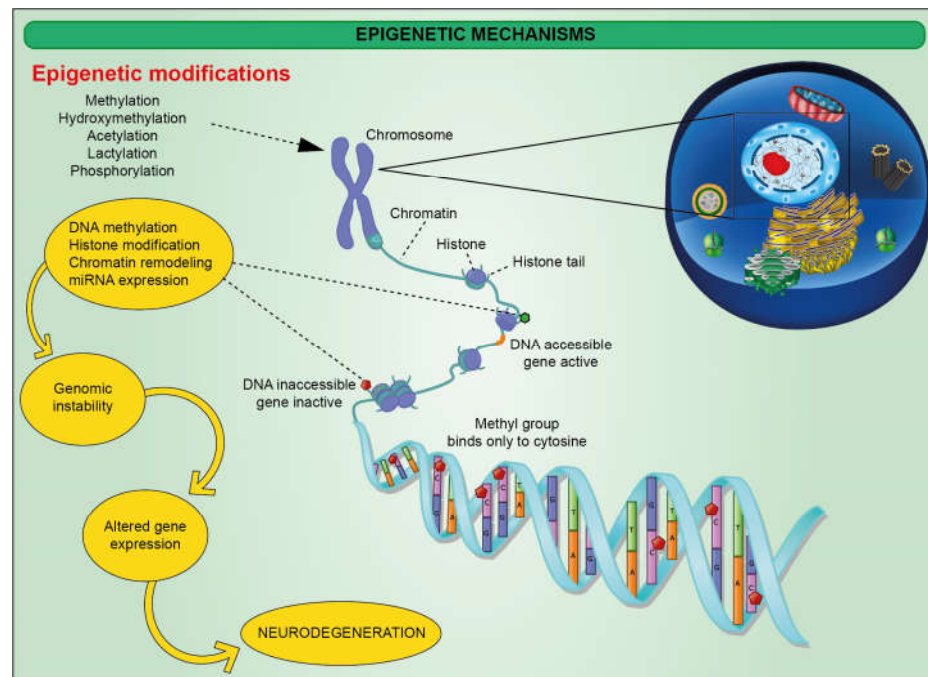 EPIGENETIC MECHANISMS
Epigenetic modifications
Methylation
Hydroxymethylation
Acetylation
Lactylation
Phosphorylation
Chromosome
Chromatin
Histone
Histone tail
DNA methylation
Histone modification
Chromatin remodeling
miRNA expression
DNA accessible
gene active
DNA inaccessible
gene inactive
Genomic
instability
Methyl group
binds only to cytosine
Altered gene
expression
NEURODEGENERATION
C
G
A
C
G
C
G
T
A
G
T
A
G
T
A
G
C
T
A
C
G
T
A
G
C